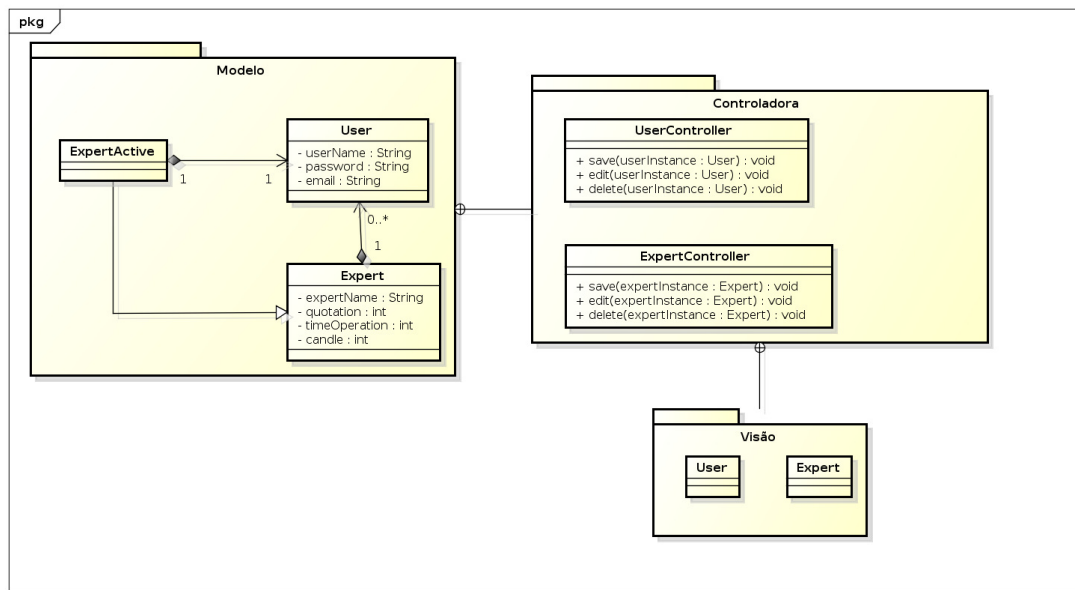 pkg
Modelo
ExpertActive
1
1
User
- userName : String
- password : String
- email : String
0..*
1
Expert
- expertName : String
- quotation : int
- timeOperation : int
- candle : int
Controladora
UserController
+ save(userInstance : User) : void
+ edit(userInstance : User) : void
+ delete(userInstance : User) : void
ExpertController
+ save(expertInstance : Expert) : void
+ edit(expertInstance : Expert) : void
+ delete(expertInstance : Expert) : void
Visão
User
Expert